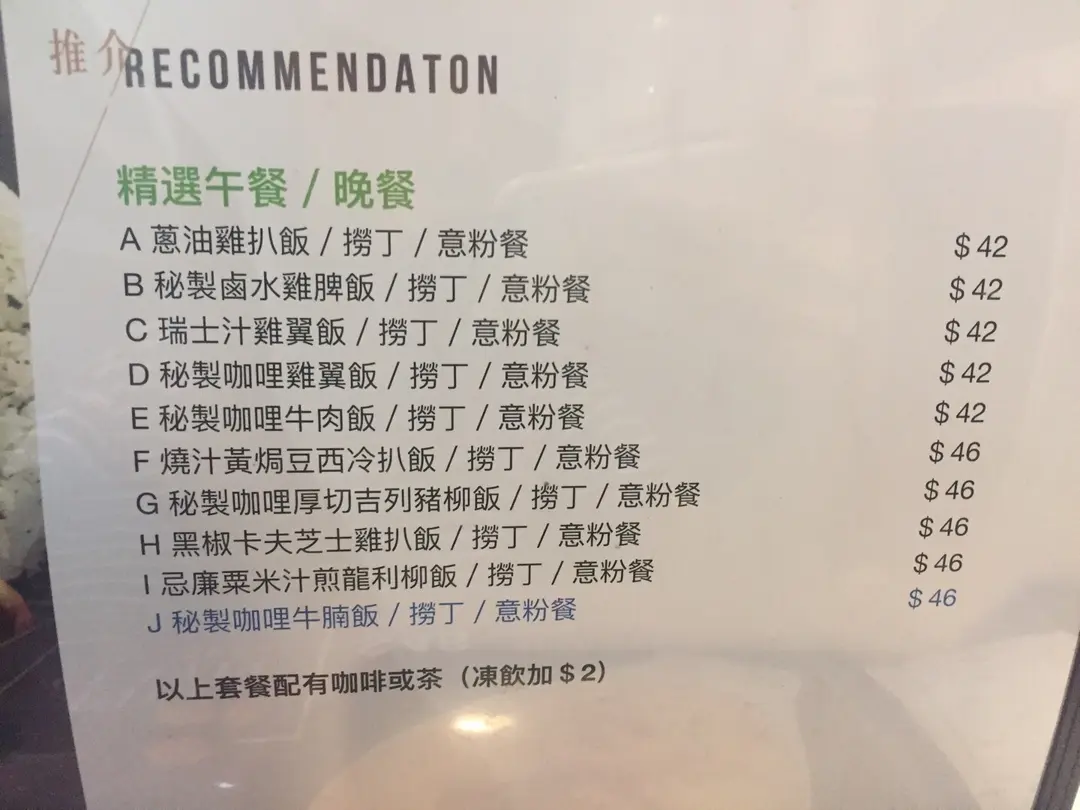 推介 RECOMMENDATON
精選午餐 / 晚餐
A 蔥油雞扒飯 / 撈丁 / 意粉餐 $ 42
B 秘製鹵水雞脾飯 / 撈丁 / 意粉餐 $ 42
C 瑞士汁雞翼飯 / 撈丁 / 意粉餐 $ 42
D 秘製咖哩雞翼飯 / 撈丁 / 意粉餐 $ 42
E 秘製咖哩牛肉飯 / 撈丁 / 意粉餐 $ 42
F 燒汁黃焗豆西冷扒飯 / 撈丁 / 意粉餐 $ 46
G 秘製咖哩厚切吉列豬柳飯 / 撈丁 / 意粉餐 $ 46
H 黑椒卡夫芝士雞扒飯 / 撈丁 / 意粉餐 $ 46
I 忌廉粟米汁煎龍利柳飯 / 撈丁 / 意粉餐 $ 46
J 秘製咖哩牛腩飯 / 撈丁 / 意粉餐 $ 46
以上套餐配有咖啡或茶（凍飲加 $ 2）